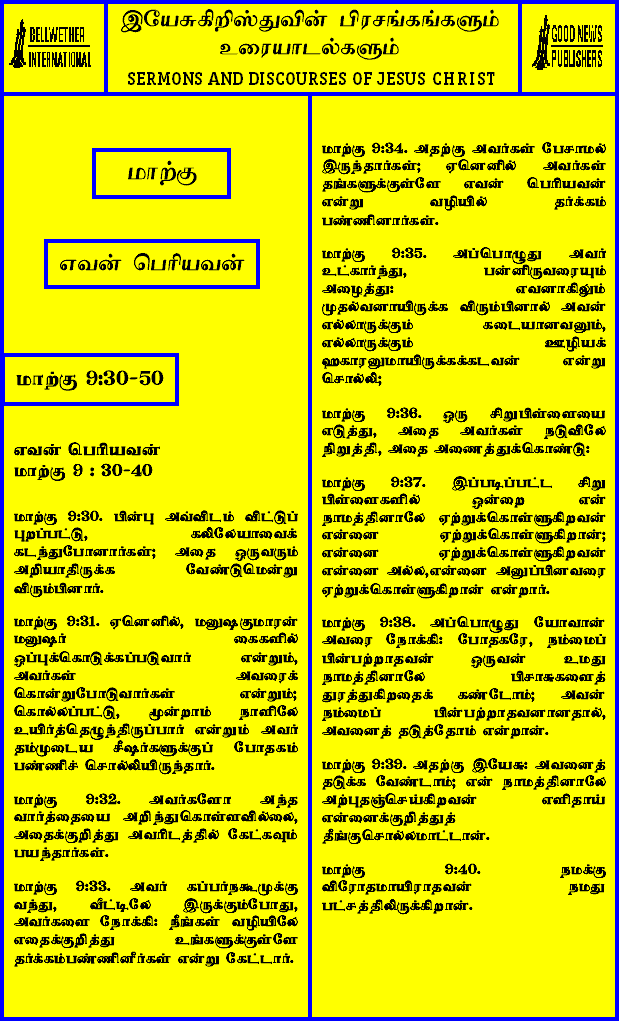 BELLWETHER
INTERNATIONAL
இயேசுகிறிஸ்துவின் பிரசங்கங்களும்
உரையாடல்களும்
SERMONS AND DISCOURSES OF JESUS CHRIST
GOOD NEWS
PUBLISHERS
மாற்கு
எவன் பெரியவன்
மாற்கு 9:30-50
எவன் பெரியவன்
மாற்கு 9 : 30-40
மாற்கு 9:30. பின்பு அவ்விடம் விட்டுப்
புறப்பட்டு, கலிலேயாவைக்
கடந்துபோனார்கள்; அதை ஒருவரும்
அறியாதிருக்க வேண்டுமென்று
விரும்பினார்.
மாற்கு 9:31. ஏனெனில், மனுஷகுமாரன்
மனுஷர் கைகளில்
ஒப்புக்கொடுக்கப்படுவார் என்றும்,
அவர்கள் அவரைக்
கொன்றுபோடுவார்கள் என்றும்;
கொல்லப்பட்டு, மூன்றாம் நாளிலே
உயிர்த்தெழுந்திருப்பார் என்றும் அவர்
தம்முடைய சீஷர்களுக்குப் போதகம்
பண்ணிச் சொல்லியிருந்தார்.
மாற்கு 9:32. அவர்களோ அந்த
வார்த்தையை அறிந்துகொள்ளவில்லை,
அதைக்குறித்து அவரிடத்தில் கேட்கவும்
பயந்தார்கள்.
மாற்கு 9:33. அவர் கப்பர்நகூமுக்கு
வந்து, வீட்டிலே இருக்கும்போது,
அவர்களை நோக்கி: நீங்கள் வழியிலே
எதைக்குறித்து உங்களுக்குள்ளே
தர்க்கம்பண்ணினீர்கள் என்று கேட்டார்.
மாற்கு 9:34. அதற்கு அவர்கள் பேசாமல்
இருந்தார்கள்; ஏனெனில் அவர்கள்
தங்களுக்குள்ளே எவன் பெரியவன்
என்று வழியில் தர்க்கம்
பண்ணினார்கள்.
மாற்கு 9:35. அப்பொழுது அவர்
உட்கார்ந்து, பன்னிருவரையும்
அழைத்து: எவனாகிலும்
முதல்வனாயிருக்க விரும்பினால் அவன்
எல்லாருக்கும் கடையானவனும்,
எல்லாருக்கும் ஊழியக்
ஹகாரனுமாயிருக்கக்கடவன் என்று
சொல்லி;
மாற்கு 9:36. ஒரு சிறுபிள்ளையை
எடுத்து, அதை அவர்கள் நடுவிலே
நிறுத்தி, அதை அணைத்துக்கொண்டு:
மாற்கு 9:37. இப்படிப்பட்ட சிறு
பிள்ளைகளில் ஒன்றை என்
நாமத்தினாலே ஏற்றுக்கொள்ளுகிறவன்
என்னை ஏற்றுக்கொள்ளுகிறான்;
என்னை ஏற்றுக்கொள்ளுகிறவன்
என்னை அல்ல,என்னை அனுப்பினவரை
ஏற்றுக்கொள்ளுகிறான் என்றார்.
மாற்கு 9:38. அப்பொழுது யோவான்
அவரை நோக்கி: போதகரே, நம்மைப்
பின்பற்றாதவன் ஒருவன் உமது
நாமத்தினாலே பிசாசுகளைத்
துரத்துகிறதைக் கண்டோம்; அவன்
நம்மைப் பின்பற்றாதவனானதால்,
அவனைத் தடுத்தோம் என்றான்.
மாற்கு 9:39. அதற்கு இயேசு: அவனைத்
தடுக்க வேண்டாம்; என் நாமத்தினாலே
அற்புதஞ்செய்கிறவன் எளிதாய்
என்னைக்குறித்துத்
தீங்குசொல்லமாட்டான்.
மாற்கு 9:40. நமக்கு
விரோதமாயிராதவன் நமது
பட்சத்திலிருக்கிறான்.